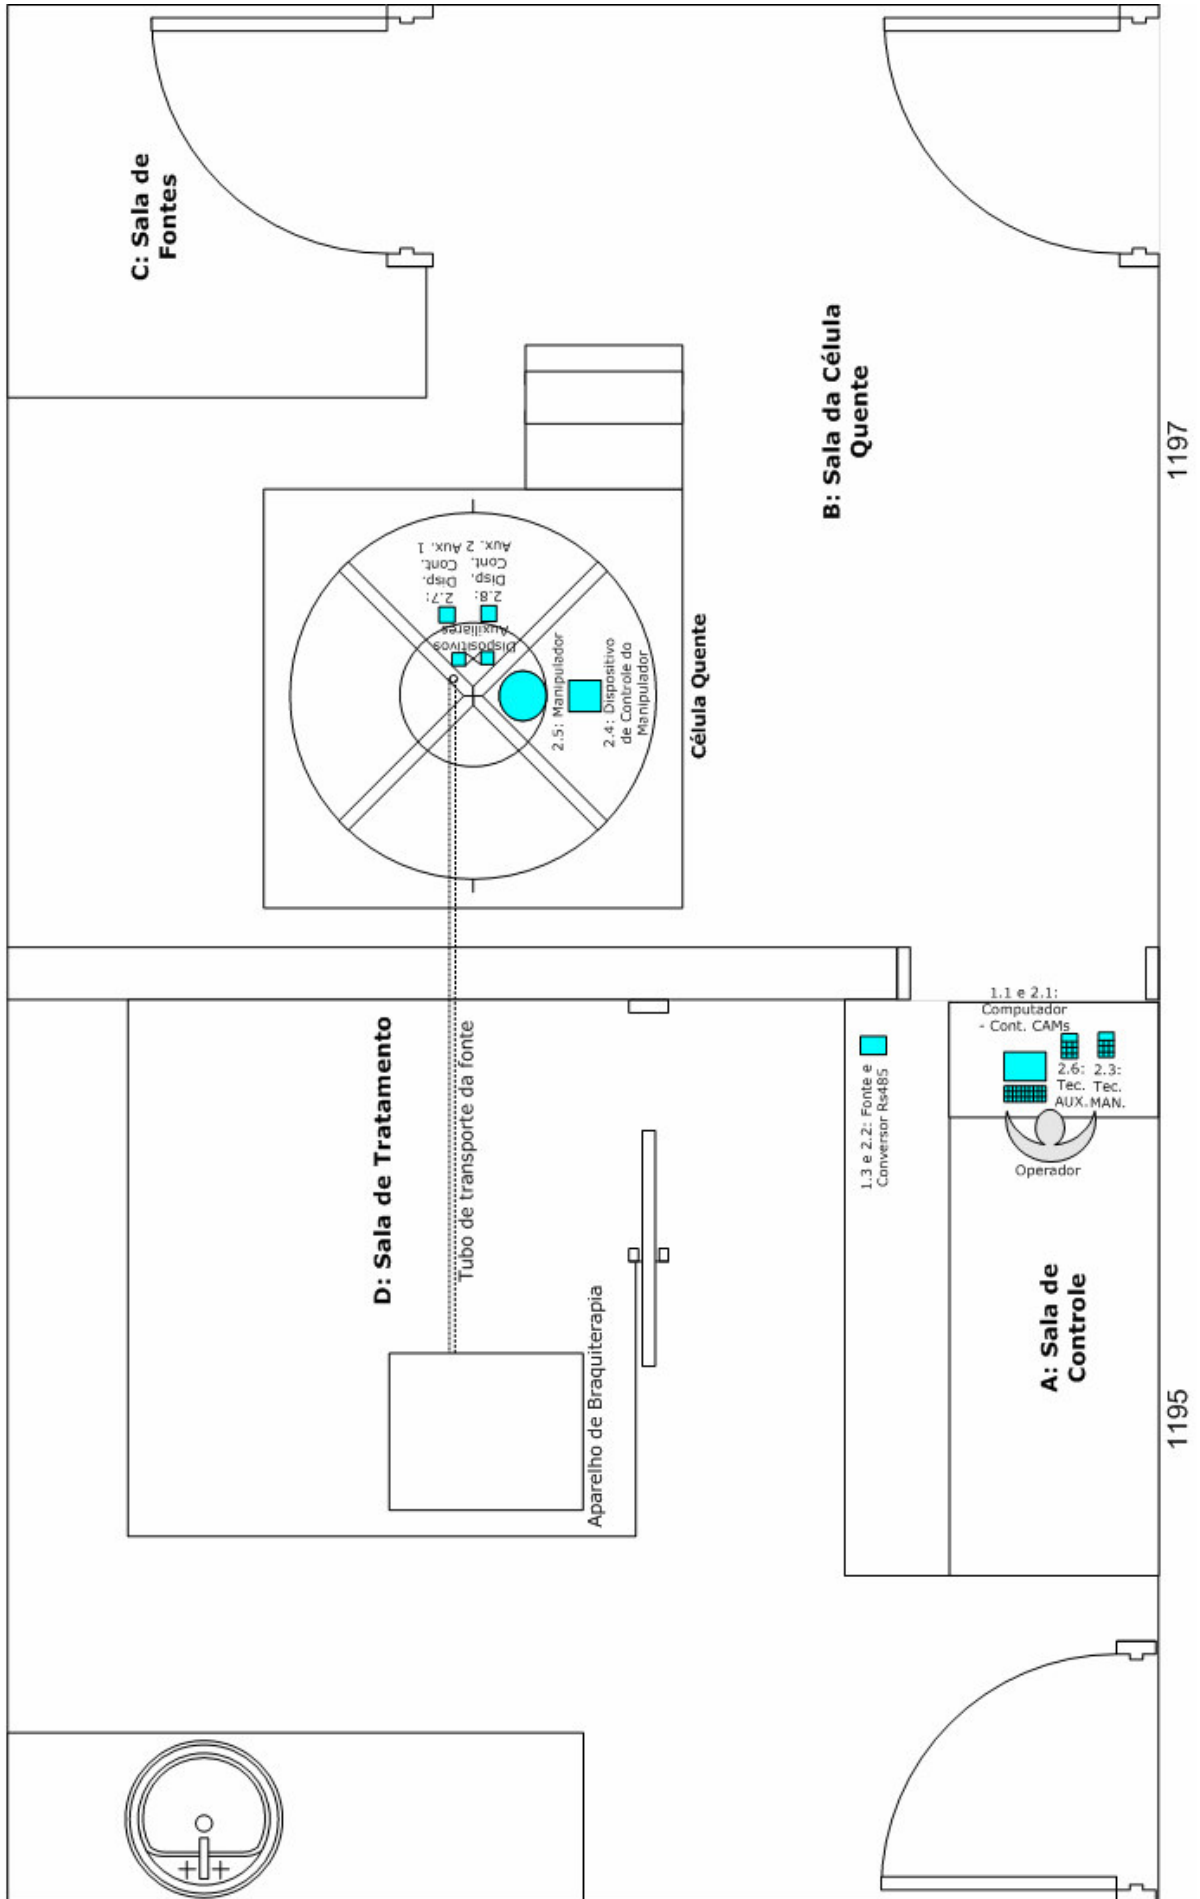 C: Sala de
Fontes
B: Sala da Célula
Quente
1197
2.7:
Disp.
Cont.
Aux. 1
2.8:
Disp.
Cont.
Aux. 2
Dispositivos
Auxiliares
2.5: Manipulador
2.4: Dispositivo
de Controle do
Manipulador
Célula Quente
D: Sala de Tratamento
Tubo de transporte da fonte
Aparelho de Braquiterapia
1.3 e 2.2: Fonte e
Conversor Rs485
1.1 e 2.1:
Computador
- Cont. CAMs
2.6:
Tec.
AUX.
2.3:
Tec.
MAN.
Operador
A: Sala de
Controle
1195